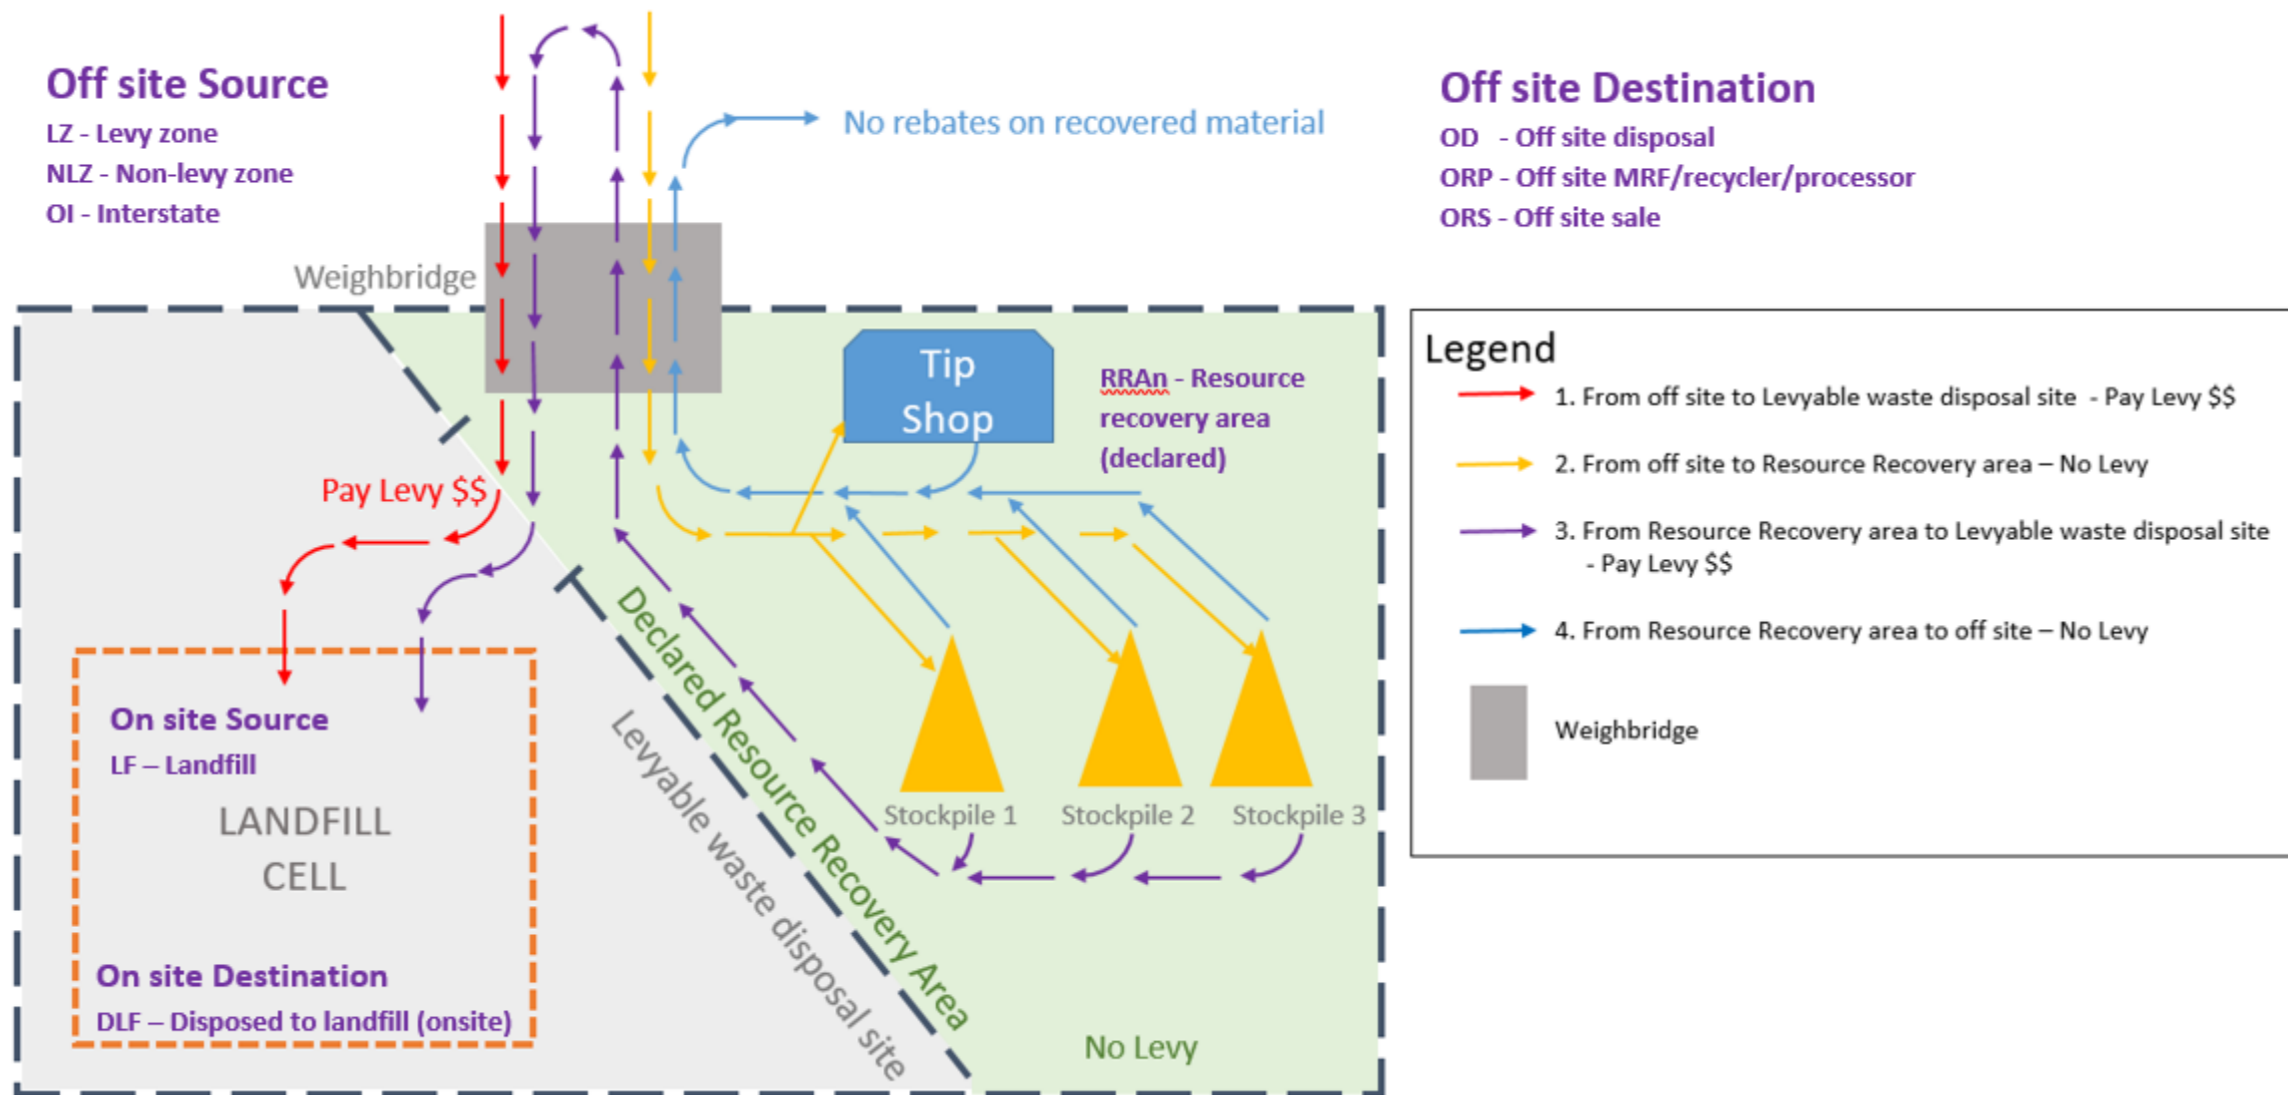 Off site Source
LZ - Levy zone
NLZ - Non-levy zone
OI - Interstate
No rebates on recovered material
Off site Destination
OD - Off site disposal
ORP - Off site MRF/recycler/processor
ORS - Off site sale
Weighbridge
Tip
Shop
RRAn - Resource
recovery area
(declared)
Pay Levy $$
Declared Resource Recovery Area
Levyable waste disposal site
On site Source
LF – Landfill
LANDFILL
CELL
On site Destination
DLF – Disposed to landfill (onsite)
Stockpile 1
Stockpile 2
Stockpile 3
No Levy
Legend
1. From off site to Levyable waste disposal site - Pay Levy $$
2. From off site to Resource Recovery area – No Levy
3. From Resource Recovery area to Levyable waste disposal site
- Pay Levy $$
4. From Resource Recovery area to off site – No Levy
Weighbridge